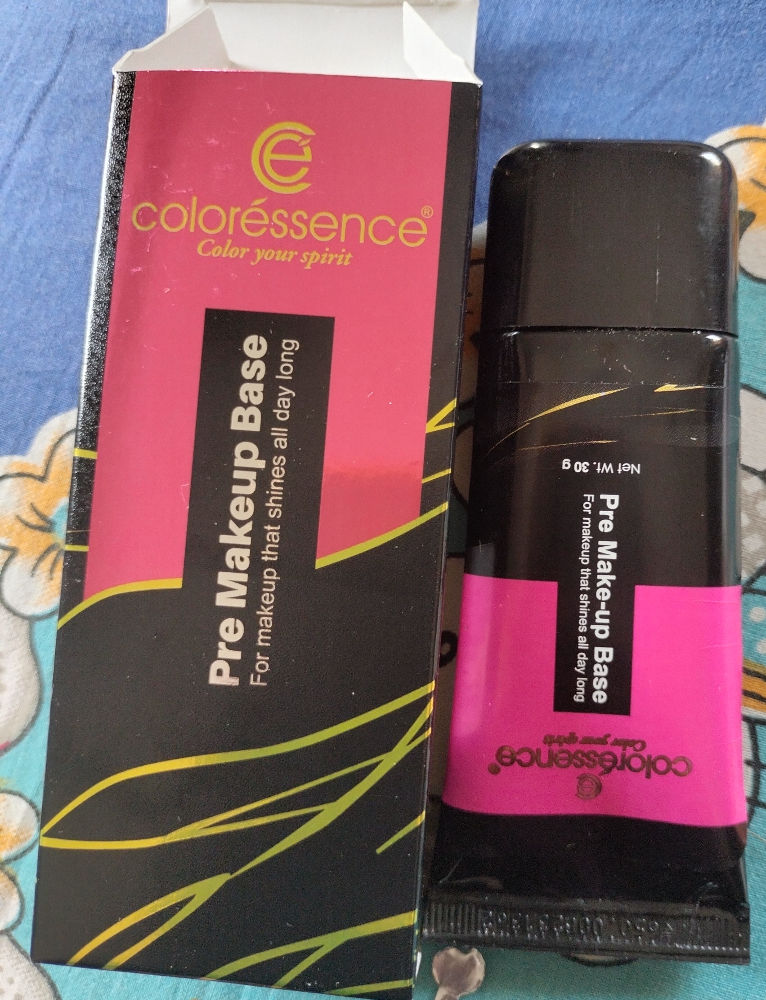 coloréssence®
Color your spirit
Pre Makeup Base
For makeup that shines all day long
Net Wt. 30 g
Pre Make-up Base
For makeup that shines all day long
coloréssence®
Color your spirit